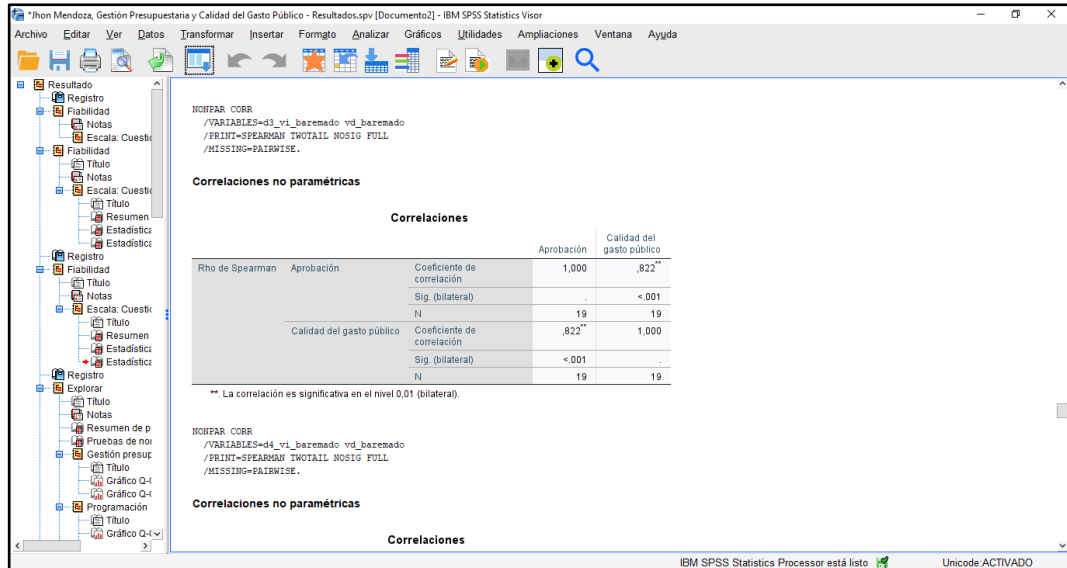 *Jhon Mendoza, Gestión Presupuestaria y Calidad del Gasto Público - Resultados.spv [Documento2] - IBM SPSS Statistics Visor
Archivo Editar Ver Datos Transformar Insertar Formato Analizar Gráficos Utilidades Ampliaciones Ventana Ayuda
Resultado
Registro
Fiabilidad
Notas
Escala: Cuestic
Fiabilidad
Título
Notas
Escala: Cuestic
Título
Resumen
Estadística
Estadística
Registro
Fiabilidad
Título
Notas
Escala: Cuestic
Título
Resumen
Estadística
Estadística
Registro
Explorar
Título
Notas
Resumen de p
Pruebas de nor
Gestión presup
Título
Gráfico Q-(
Gráfico Q-(
Programación
Título
Gráfico Q-(
NONPAR CORR
/VARIABLES=d3_vi_baremado vd_baremado
/PRINT=SPEARMAN TWOTAIL NOSIG FULL
/MISSING=PAIRWISE.
Correlaciones no paramétricas
Correlaciones
Aprobación Calidad del gasto público
Rho de Spearman Aprobación Coeficiente de correlación 1,000 ,822**
Sig. (bilateral) . <.001
N 19 19
Calidad del gasto público Coeficiente de correlación ,822** 1,000
Sig. (bilateral) <.001 .
N 19 19
**. La correlación es significativa en el nivel 0,01 (bilateral).
NONPAR CORR
/VARIABLES=d4_vi_baremado vd_baremado
/PRINT=SPEARMAN TWOTAIL NOSIG FULL
/MISSING=PAIRWISE.
Correlaciones no paramétricas
Correlaciones
IBM SPSS Statistics Processor está listo Unicode:ACTIVADO